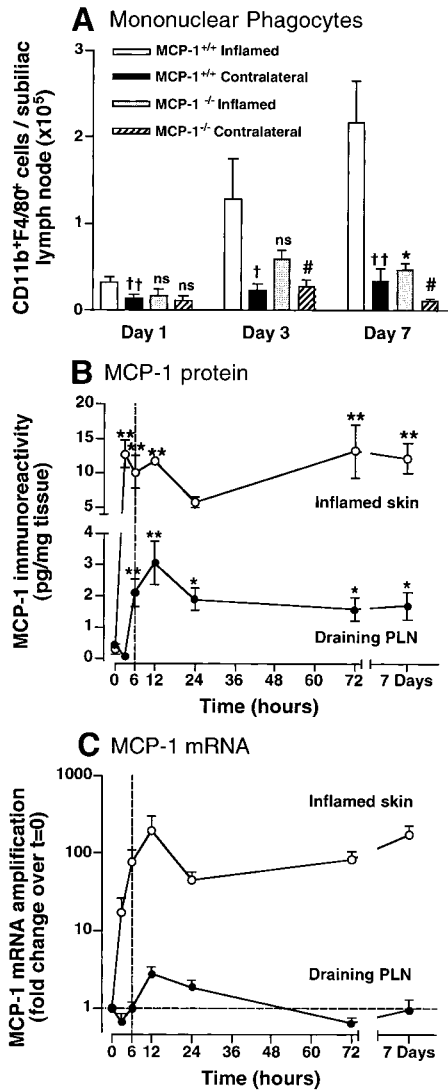 A Mononuclear Phagocytes
CD11b⁺F4/80⁺ cells / subiliac
lymph node (x10⁵)
3
2
1
0
MCP-1⁺/⁺ Inflamed
MCP-1⁺/⁺ Contralateral
MCP-1 ⁻/⁻ Inflamed
MCP-1⁻/⁻ Contralateral
†† ns ns
† ns #
†† * #
Day 1 Day 3 Day 7
B MCP-1 protein
MCP-1 immunoreactivity
(pg/mg tissue)
20
15
10
5
4
3
2
1
0
** ** ** ** **
Inflamed skin
** ** * * *
Draining PLN
0 6 12 24 36 48 60 72 7 Days
Time (hours)
C MCP-1 mRNA
MCP-1 mRNA amplification
(fold change over t=0)
1000
100
10
1
Inflamed skin
Draining PLN
0 6 12 24 36 48 60 72 7 Days
Time (hours)